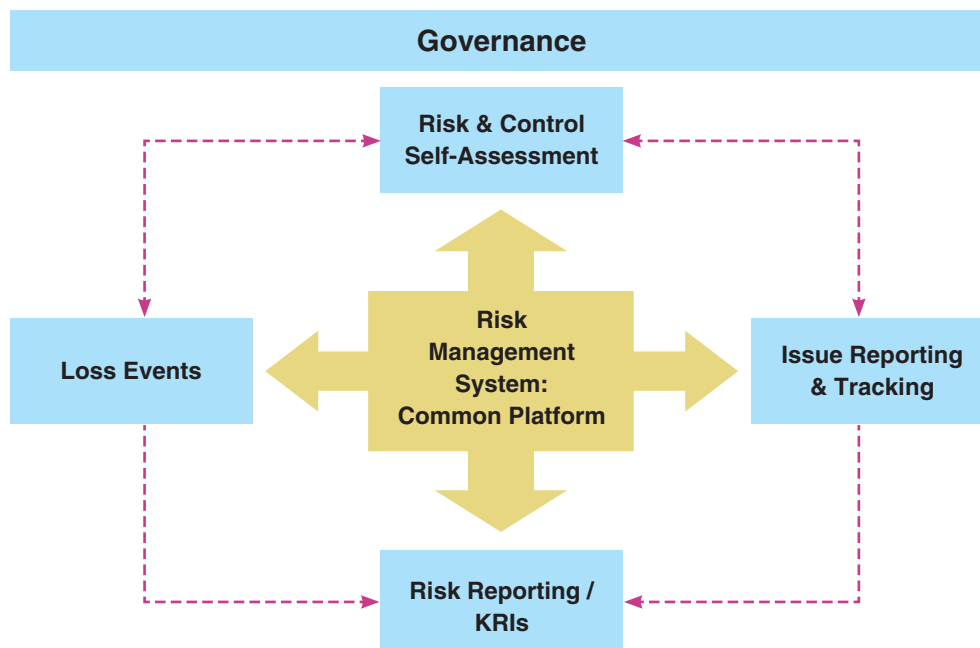 Governance
Risk & Control
Self-Assessment
Risk
Management
System:
Common Platform
Loss Events
Issue Reporting
& Tracking
Risk Reporting /
KRIs